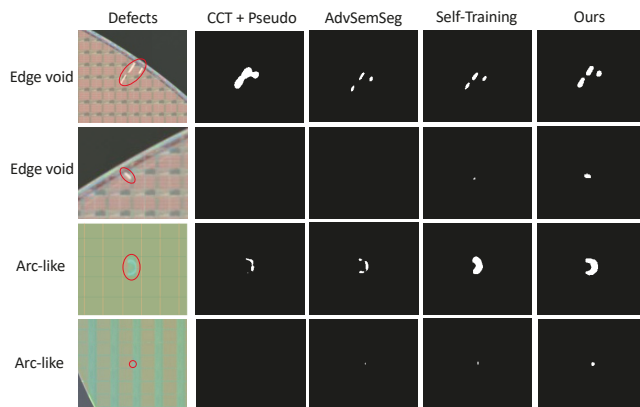 Defects CCT + Pseudo AdvSemSeg Self-Training Ours
Edge void
Edge void
Arc-like
Arc-like